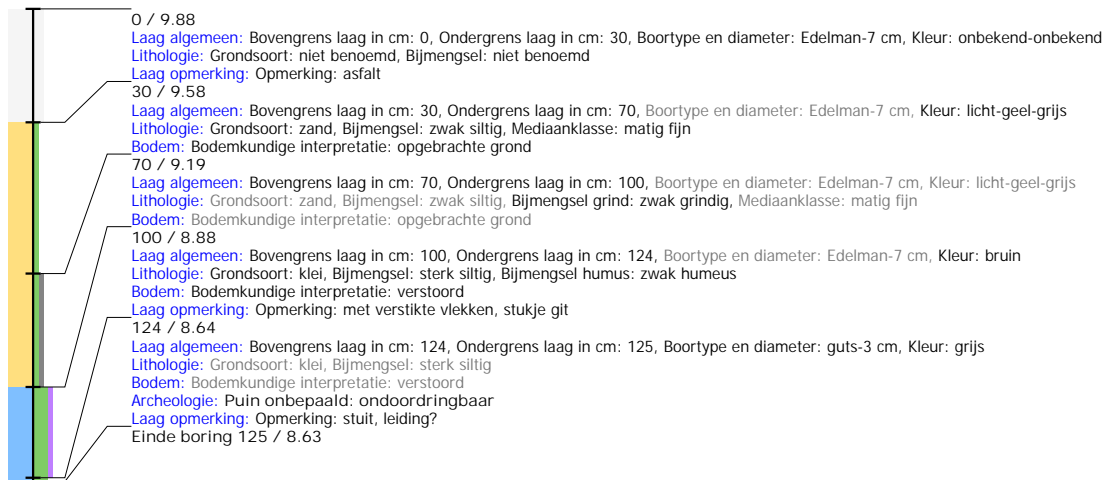 0 / 9.88
Laag algemeen: Bovengrens laag in cm: 0, Ondergrens laag in cm: 30, Boortype en diameter: Edelman-7 cm, Kleur: onbekend-onbekend
Lithologie: Grondsoort: niet benoemd, Bijmengsel: niet benoemd
Laag opmerking: Opmerking: asfalt
30 / 9.58
Laag algemeen: Bovengrens laag in cm: 30, Ondergrens laag in cm: 70, Boortype en diameter: Edelman-7 cm, Kleur: licht-geel-grijs
Lithologie: Grondsoort: zand, Bijmengsel: zwak siltig, Mediaanklasse: matig fijn
Bodem: Bodemkundige interpretatie: opgebrachte grond
70 / 9.19
Laag algemeen: Bovengrens laag in cm: 70, Ondergrens laag in cm: 100, Boortype en diameter: Edelman-7 cm, Kleur: licht-geel-grijs
Lithologie: Grondsoort: zand, Bijmengsel: zwak siltig, Bijmengsel grind: zwak grindig, Mediaanklasse: matig fijn
Bodem: Bodemkundige interpretatie: opgebrachte grond
100 / 8.88
Laag algemeen: Bovengrens laag in cm: 100, Ondergrens laag in cm: 124, Boortype en diameter: Edelman-7 cm, Kleur: bruin
Lithologie: Grondsoort: klei, Bijmengsel: sterk siltig, Bijmengsel humus: zwak humeus
Bodem: Bodemkundige interpretatie: verstoord
Laag opmerking: Opmerking: met verstikte vlekken, stukje git
124 / 8.64
Laag algemeen: Bovengrens laag in cm: 124, Ondergrens laag in cm: 125, Boortype en diameter: guts-3 cm, Kleur: grijs
Lithologie: Grondsoort: klei, Bijmengsel: sterk siltig
Bodem: Bodemkundige interpretatie: verstoord
Archeologie: Puin onbepaald: ondoordringbaar
Laag opmerking: Opmerking: stuit, leiding?
Einde boring 125 / 8.63